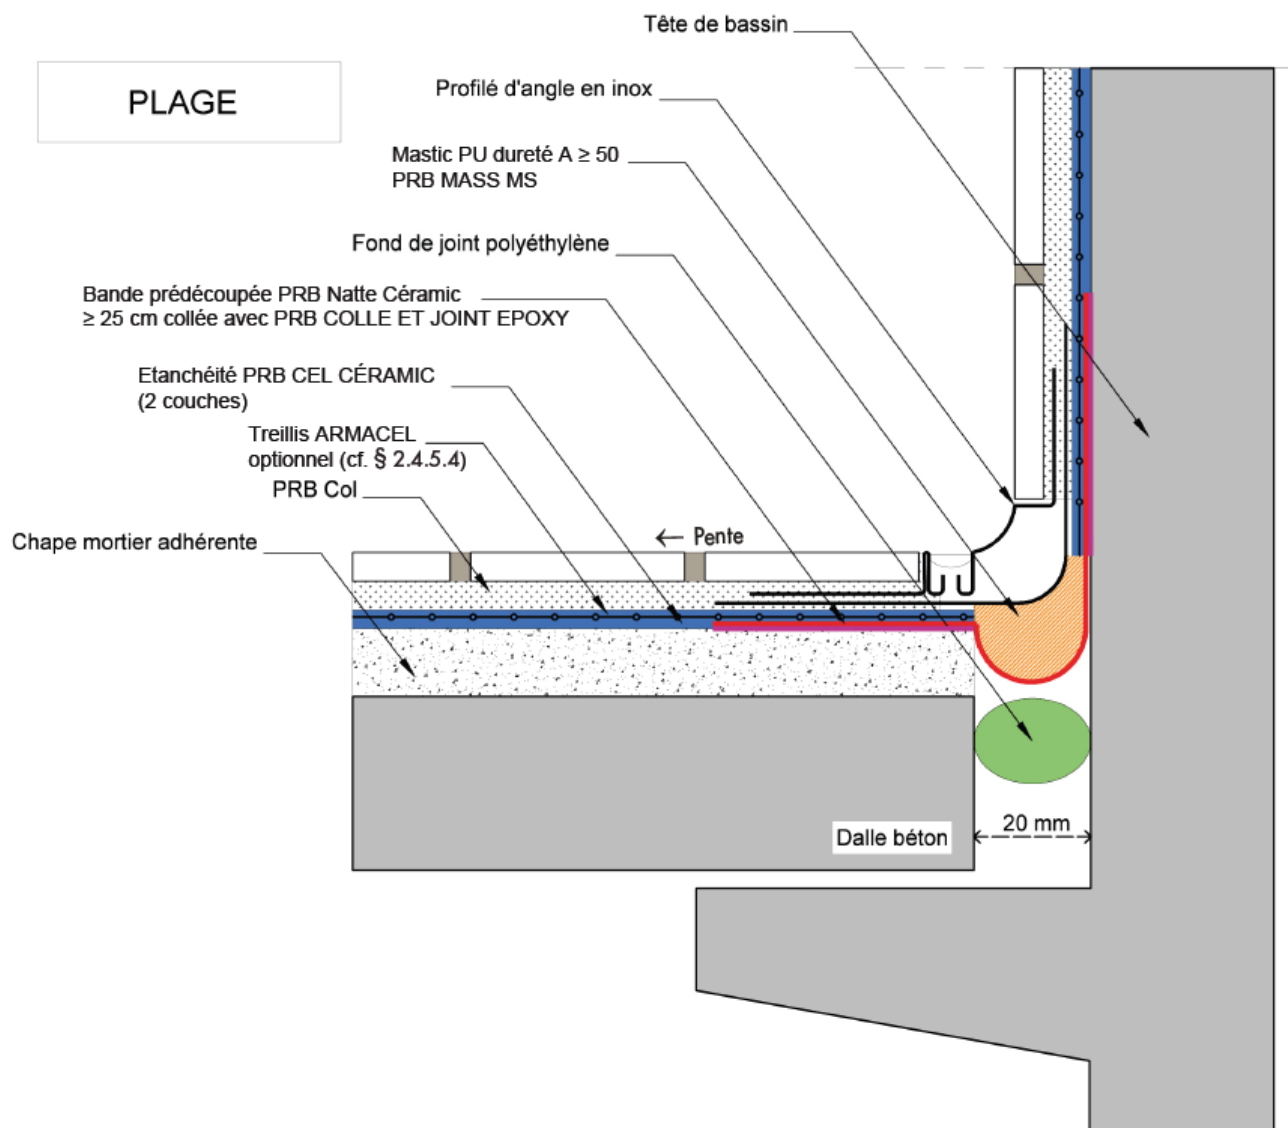 Tête de bassin
PLAGE
Profilé d'angle en inox
Mastic PU dureté A ≥ 50
PRB MASS MS
Fond de joint polyéthylène
Bande prédécoupée PRB Natte Céramic
≥ 25 cm collée avec PRB COLLE ET JOINT EPOXY
Etanchéité PRB CEL CÉRAMIC
(2 couches)
Treillis ARMACEL
optionnel (cf. § 2.4.5.4)
PRB Col
Chape mortier adhérente
← Pente
20 mm
Dalle béton